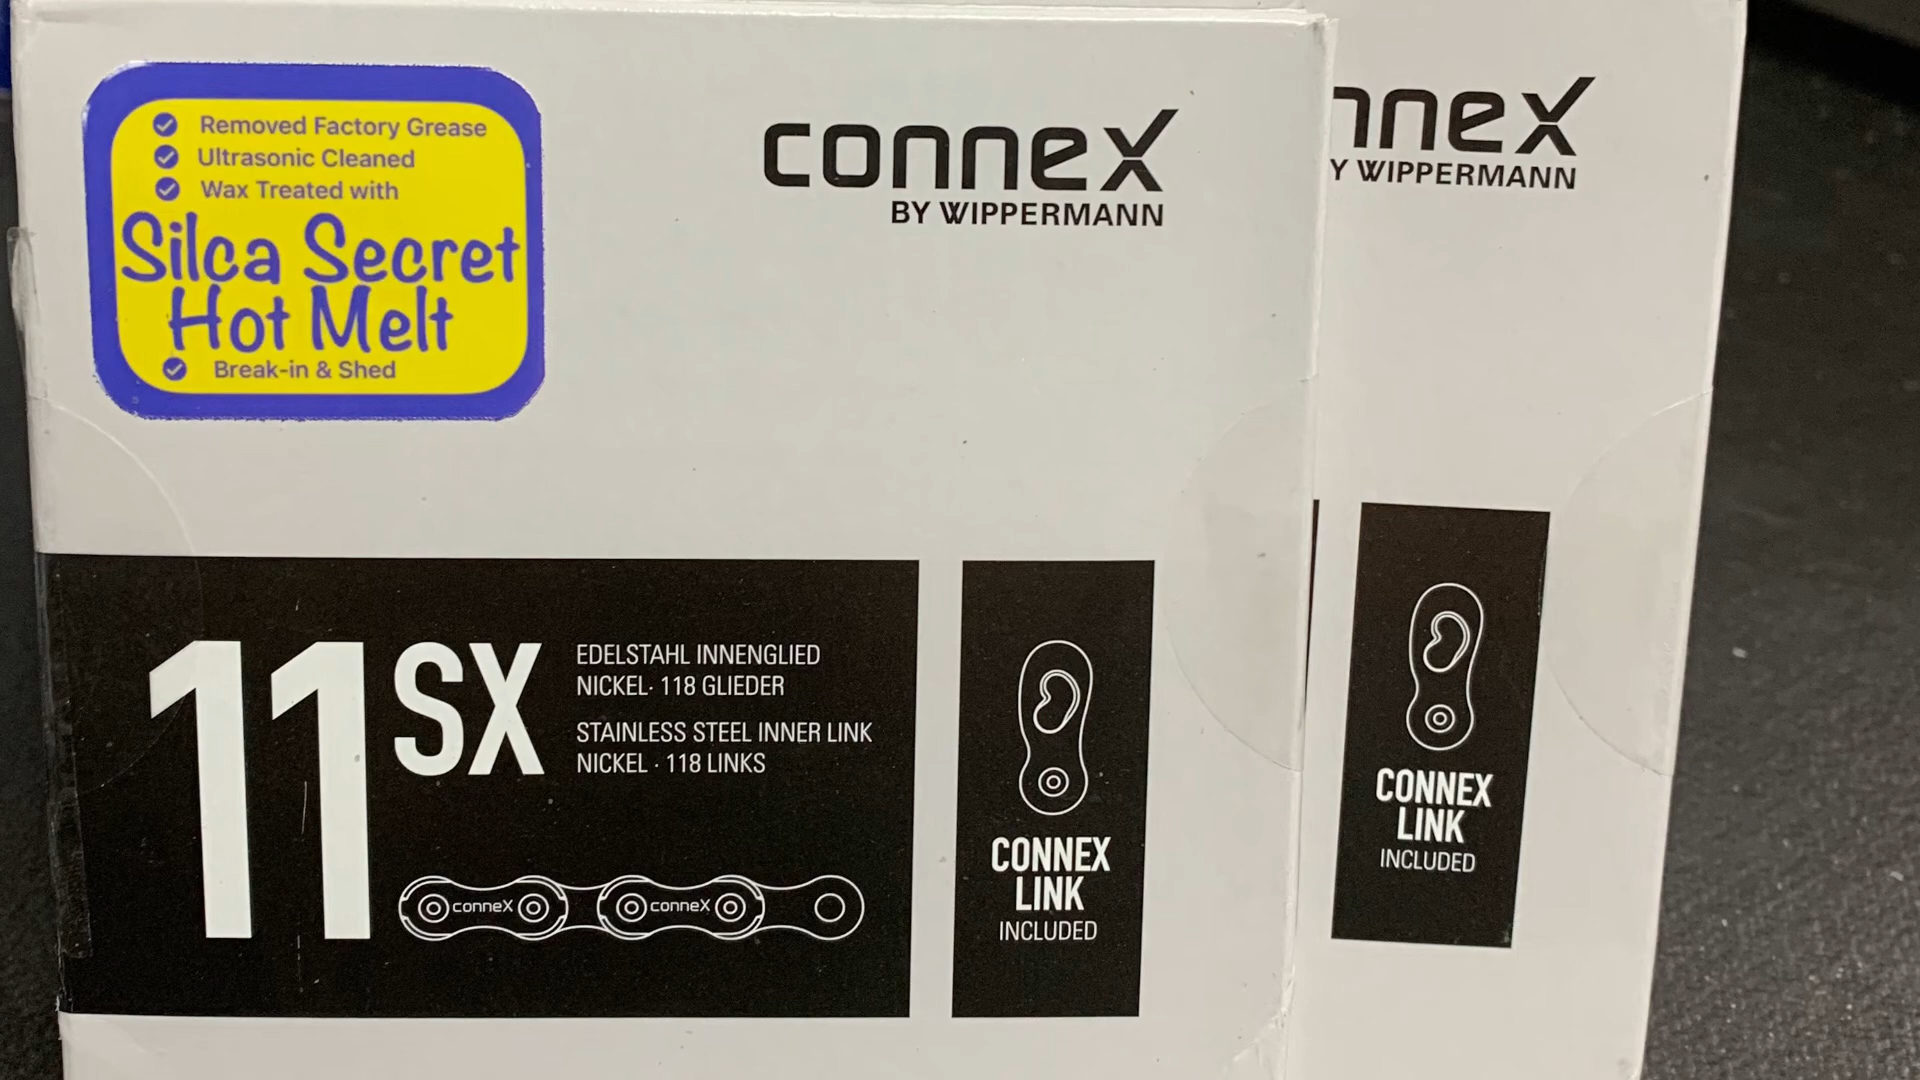 Removed Factory Grease
Ultrasonic Cleaned
Wax Treated with
Silca Secret
Hot Melt
Break-in & Shed
conneX
BY WIPPERMANN
11SX
EDELSTAHL INNENGLIED
NICKEL· 118 GLIEDER
STAINLESS STEEL INNER LINK
NICKEL · 118 LINKS
conneX conneX
CONNEX
LINK
INCLUDED
nneX
Y WIPPERMANN
CONNEX
LINK
INCLUDED